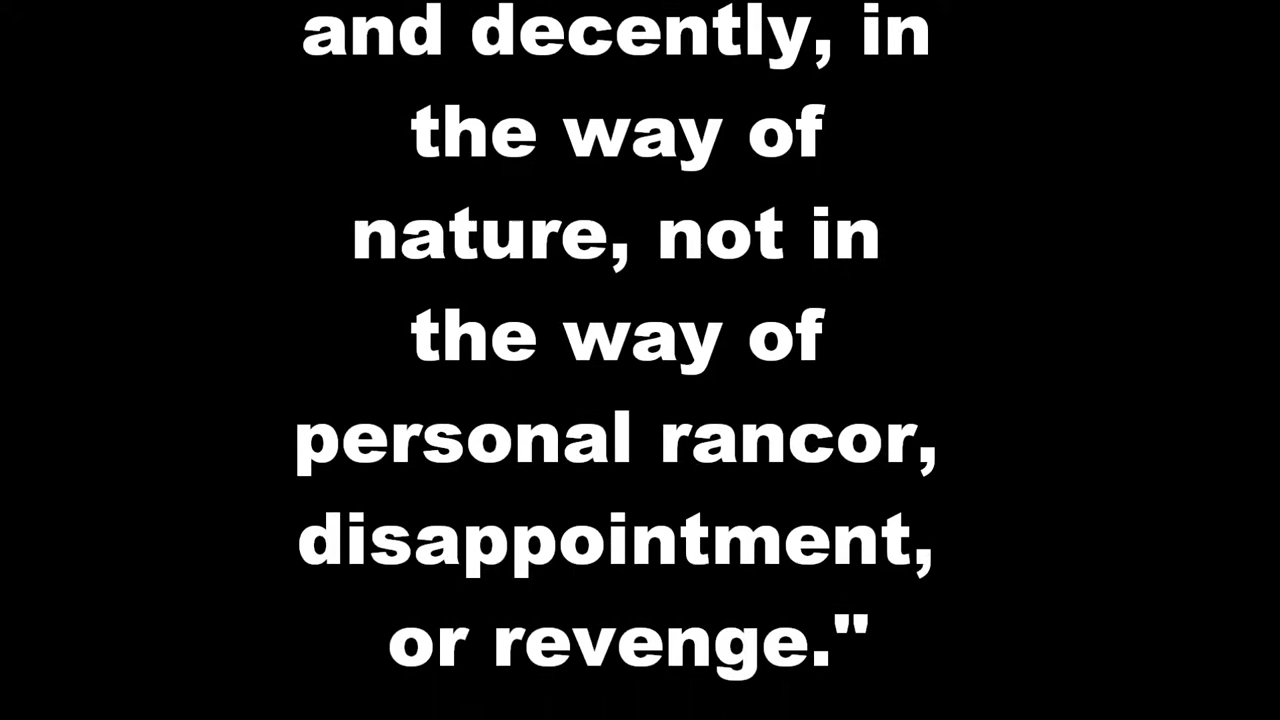 and decently, in
the way of
nature, not in
the way of
personal rancor,
disappointment,
or revenge."